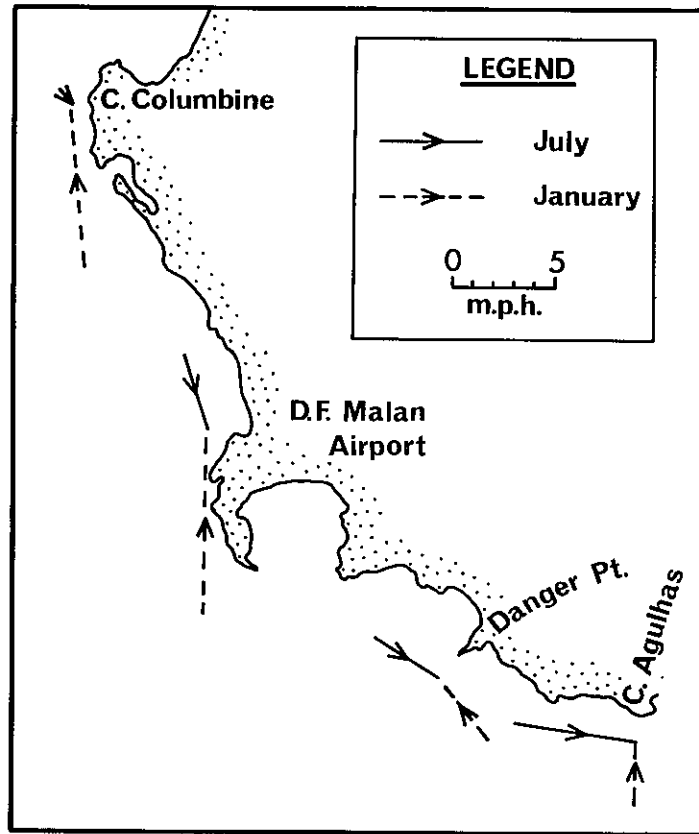 LEGEND
July
January
0 5
m.p.h.
C. Columbine
D.F. Malan
Airport
Danger Pt.
C. Agulhas